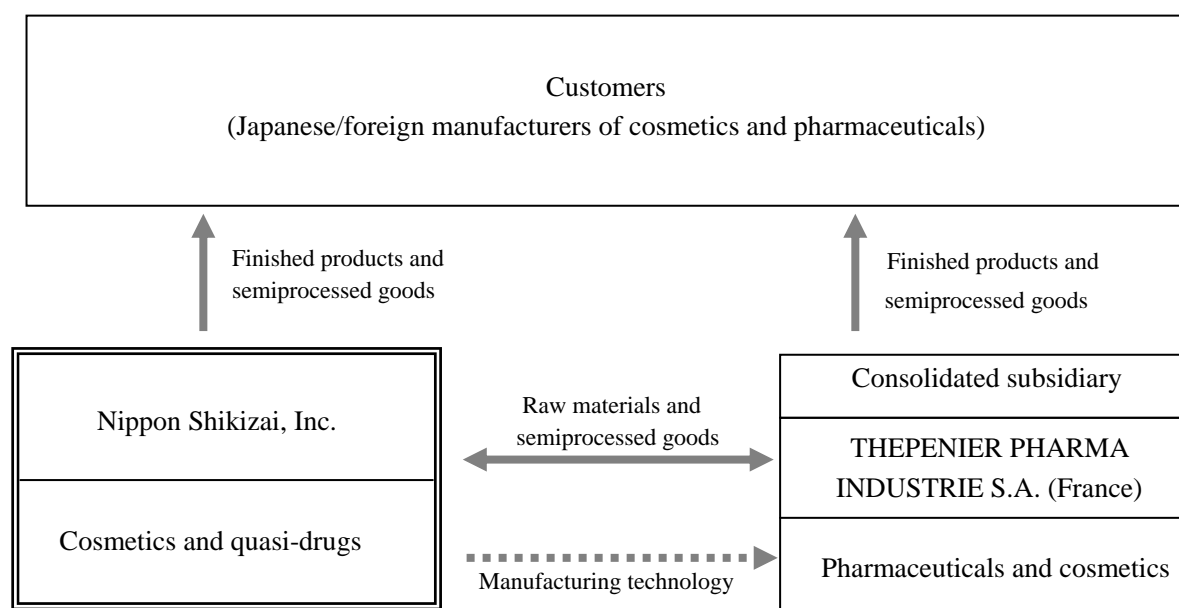 Customers
(Japanese/foreign manufacturers of cosmetics and pharmaceuticals)
Finished products and
semiprocessed goods
Finished products and
semiprocessed goods
Nippon Shikizai, Inc.
Cosmetics and quasi-drugs
Raw materials and
semiprocessed goods
Manufacturing technology
Consolidated subsidiary
THEPENIER PHARMA
INDUSTRIE S.A. (France)
Pharmaceuticals and cosmetics